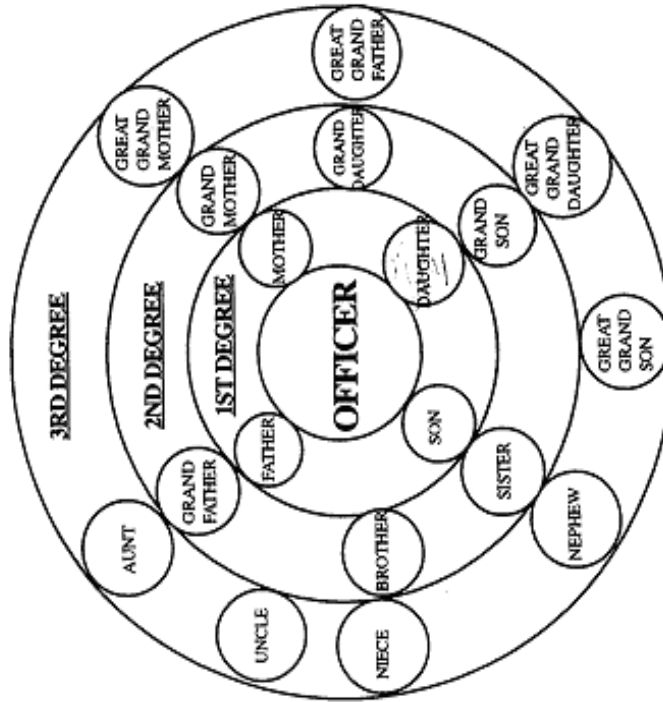 3RD DEGREE
AUNT
GREAT
GRAND
MOTHER
2ND DEGREE
GRAND
FATHER
GRAND
MOTHER
1ST DEGREE
UNCLE
FATHER
MOTHER
OFFICER
GRAND
DAUGHTER
GREAT
GRAND
FATHER
NIECE
BROTHER
SON
DAUGHTER
SISTER
GRAND
SON
NEPHEW
GREAT
GRAND
DAUGHTER
GREAT
GRAND
SON